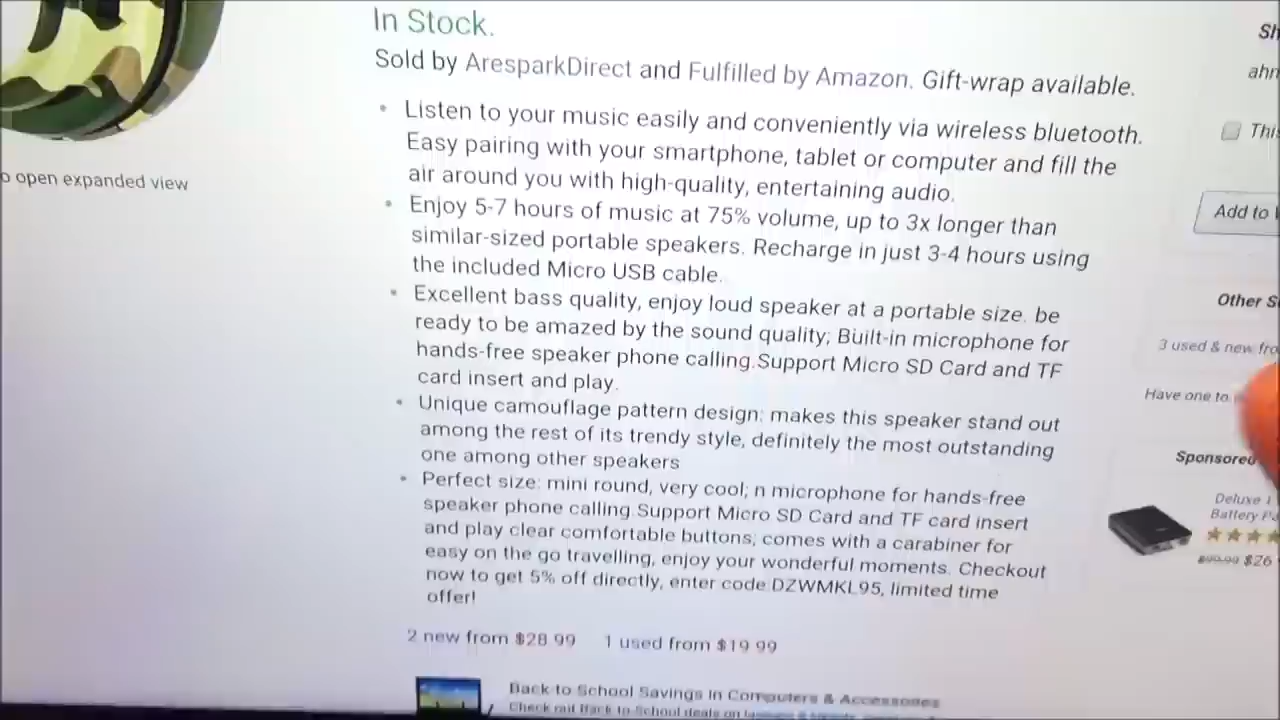 In Stock.
Sold by AresparkDirect and Fulfilled by Amazon. Gift-wrap available.
Listen to your music easily and conveniently via wireless bluetooth.
Easy pairing with your smartphone, tablet or computer and fill the
air around you with high-quality, entertaining audio.
Enjoy 5-7 hours of music at 75% volume, up to 3x longer than
similar-sized portable speakers. Recharge in just 3-4 hours using
the included Micro USB cable.
Excellent bass quality, enjoy loud speaker at a portable size. be
ready to be amazed by the sound quality; Built-in microphone for
hands-free speaker phone calling.Support Micro SD Card and TF
card insert and play.
Unique camouflage pattern design: makes this speaker stand out
among the rest of its trendy style, definitely the most outstanding
one among other speakers
Perfect size: mini round, very cool; n microphone for hands-free
speaker phone calling.Support Micro SD Card and TF card insert
and play clear comfortable buttons, comes with a carabiner for
easy on the go travelling, enjoy your wonderful moments. Checkout
now to get 5% off directly, enter code:DZWMKL95, limited time
offer!
2 new from $28.99 1 used from $19.99
Back to School Savings in Computers & Accessories
Check out Back-to-School deals on
o open expanded view
Sh
ahn
Thi
Add to
Other S
3 used & new fro
Have one to
Sponsored
Deluxe
Battery Pa
$26